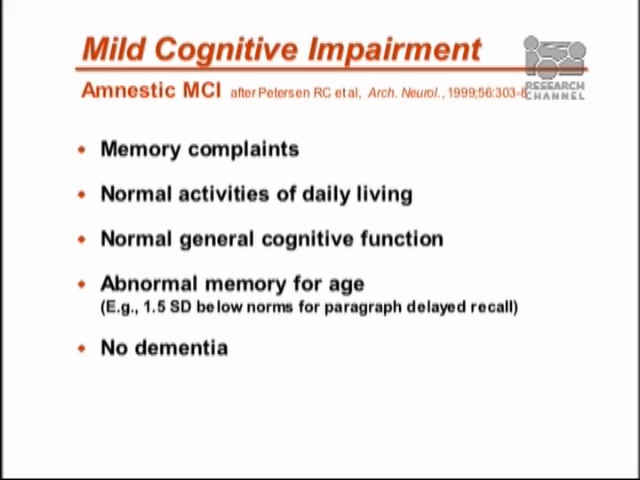 Mild Cognitive Impairment
Amnestic MCI after Petersen RC et al, Arch. Neurol., 1999;56:303-8
RESEARCH
CHANNEL
• Memory complaints
• Normal activities of daily living
• Normal general cognitive function
• Abnormal memory for age
(E.g., 1.5 SD below norms for paragraph delayed recall)
• No dementia